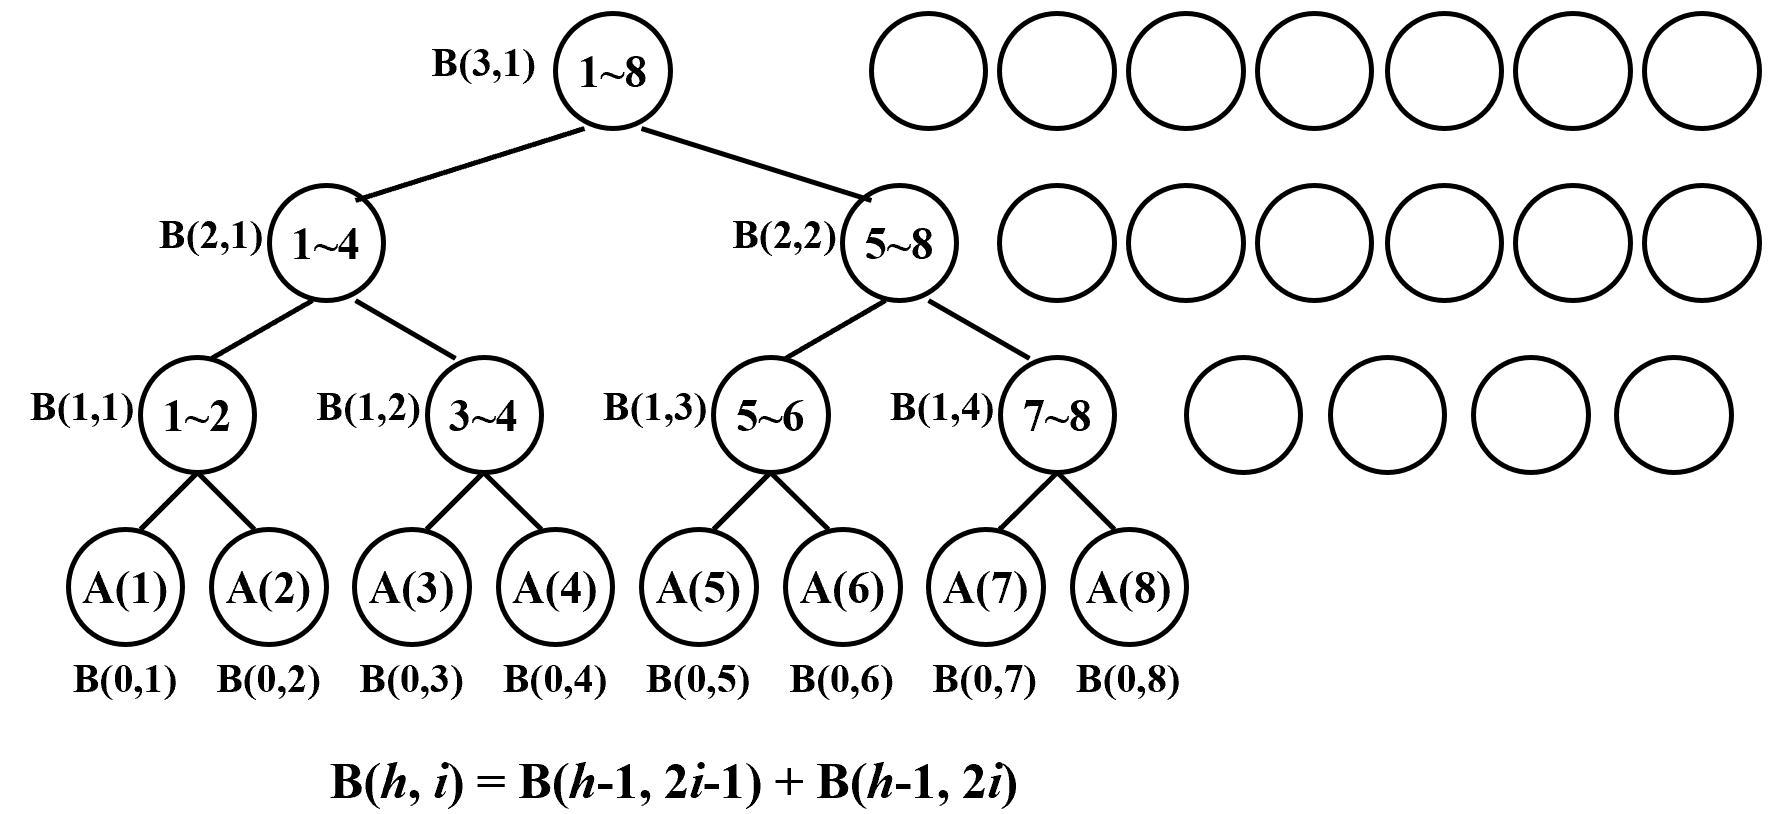 B(3,1) 1~8
B(2,1) 1~4 B(2,2) 5~8
B(1,1) 1~2 B(1,2) 3~4 B(1,3) 5~6 B(1,4) 7~8
A(1) A(2) A(3) A(4) A(5) A(6) A(7) A(8)
B(0,1) B(0,2) B(0,3) B(0,4) B(0,5) B(0,6) B(0,7) B(0,8)
B(h, i) = B(h-1, 2i-1) + B(h-1, 2i)